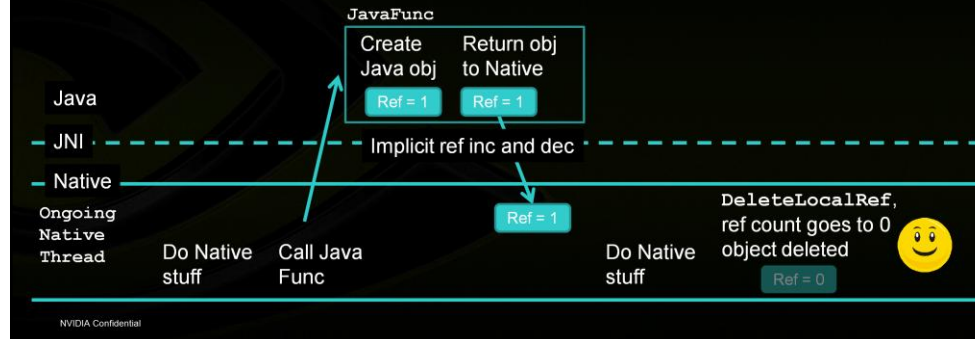 JavaFunc
Create
Java obj
Return obj
to Native
Ref = 1
Ref = 1
Java
JNI
Implicit ref inc and dec
Native
Ongoing
Native
Thread
Ref = 1
Do Native
stuff
Call Java
Func
Do Native
stuff
DeleteLocalRef,
ref count goes to 0
object deleted
Ref = 0
NVIDIA Confidential